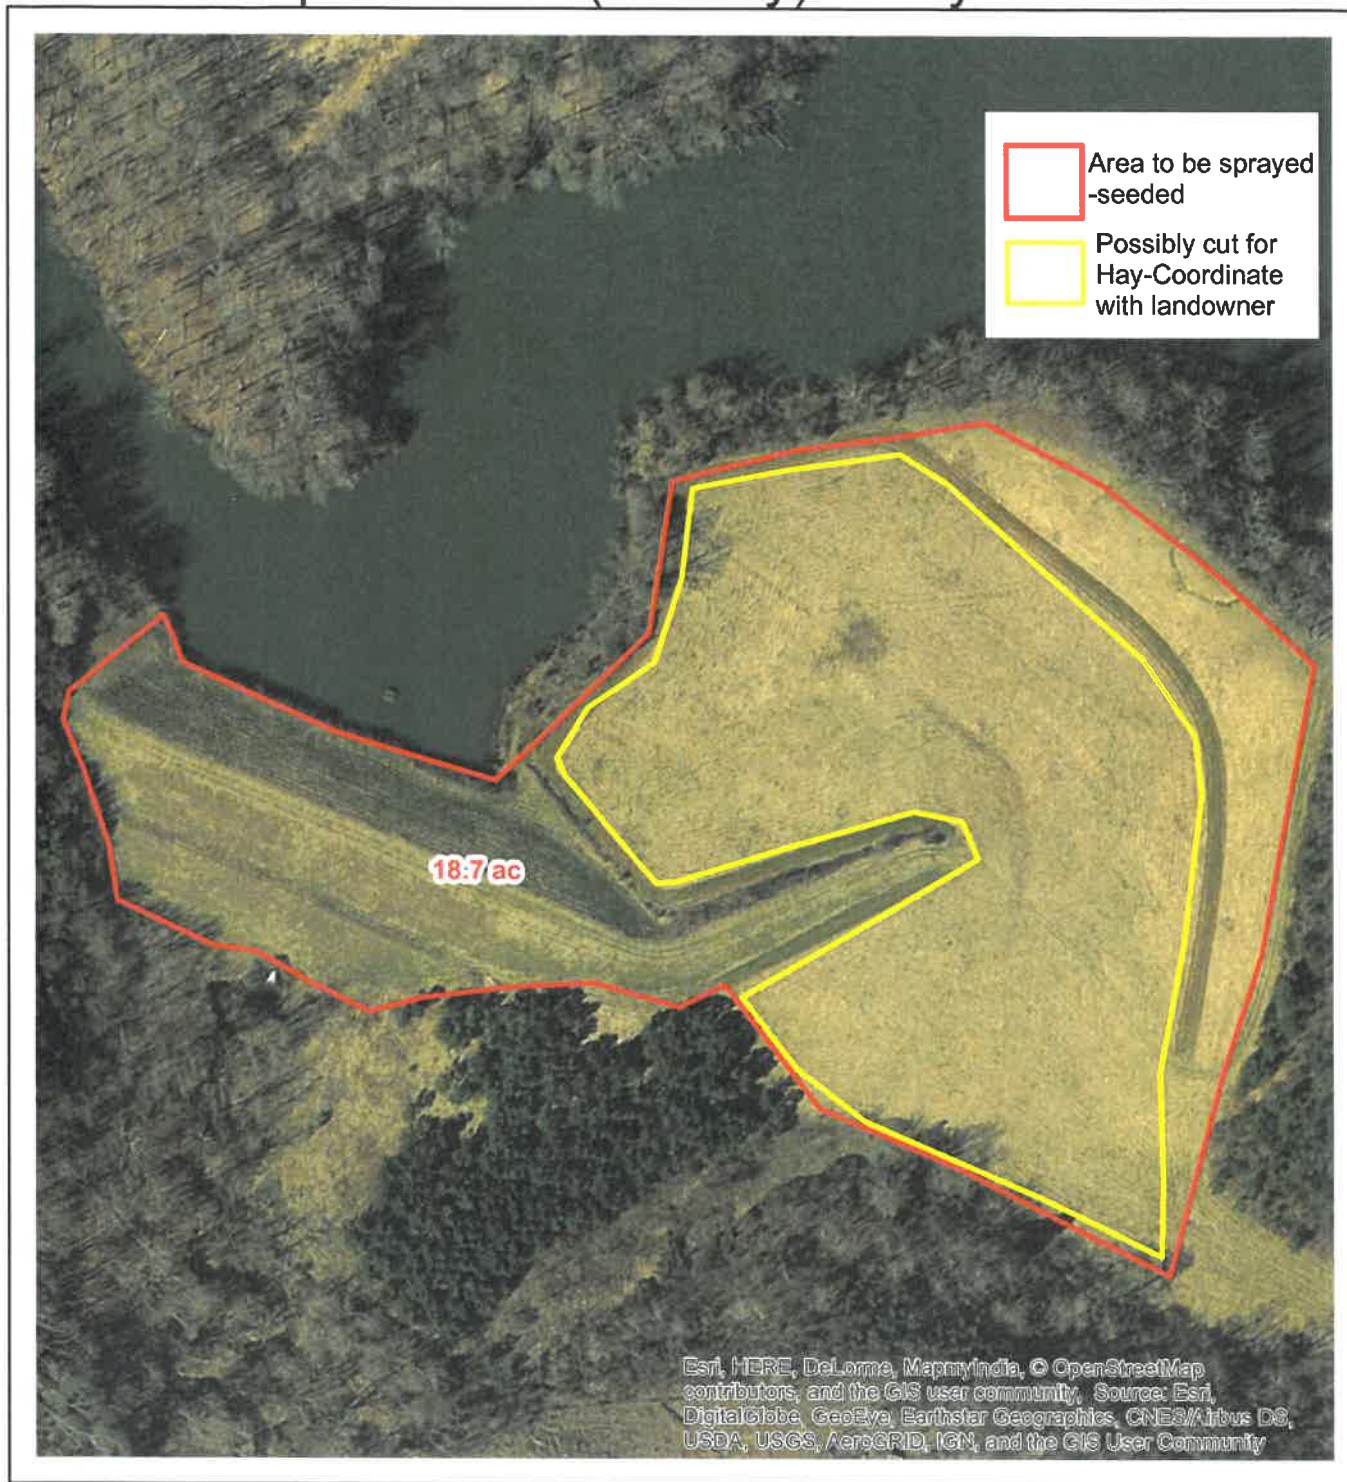 Area to be sprayed
-seeded
Possibly cut for
Hay-Coordinate
with landowner
18.7 ac
Esri, HERE, DeLorme, MapmyIndia, © OpenStreetMap
contributors, and the GIS user community, Source: Esri,
DigitalGlobe, GeoEye, Earthstar Geographics, CNES/Airbus DS,
USDA, USGS, AeroGRID, IGN, and the GIS User Community